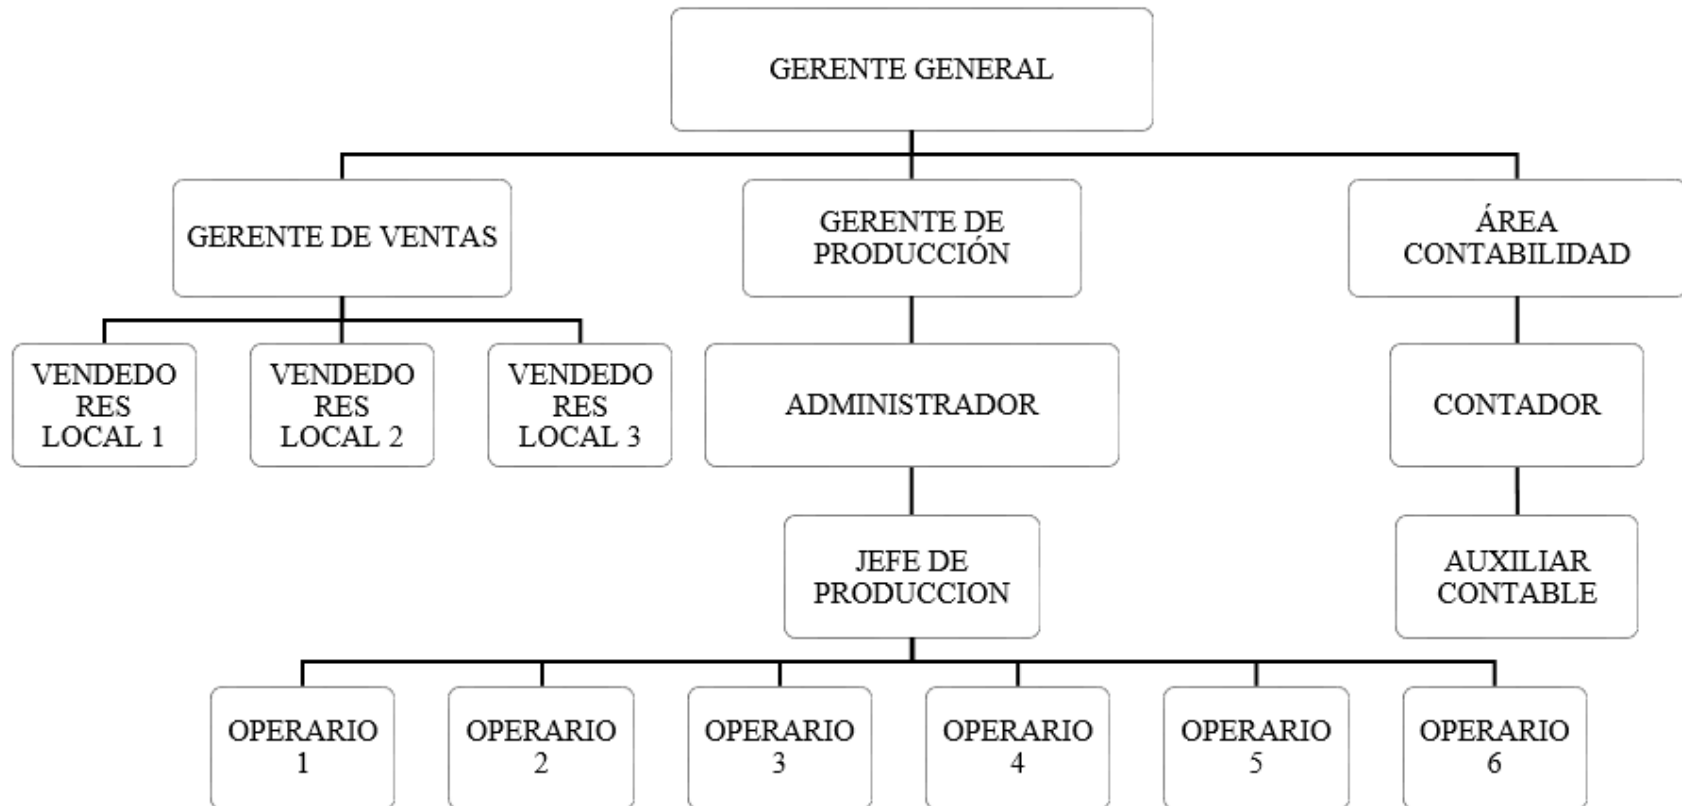 GERENTE GENERAL
GERENTE DE VENTAS
GERENTE DE
PRODUCCIÓN
ÁREA
CONTABILIDAD
VENDEDO
RES
LOCAL 1
VENDEDO
RES
LOCAL 2
VENDEDO
RES
LOCAL 3
ADMINISTRADOR
CONTADOR
JEFE DE
PRODUCCION
AUXILIAR
CONTABLE
OPERARIO
1
OPERARIO
2
OPERARIO
3
OPERARIO
4
OPERARIO
5
OPERARIO
6